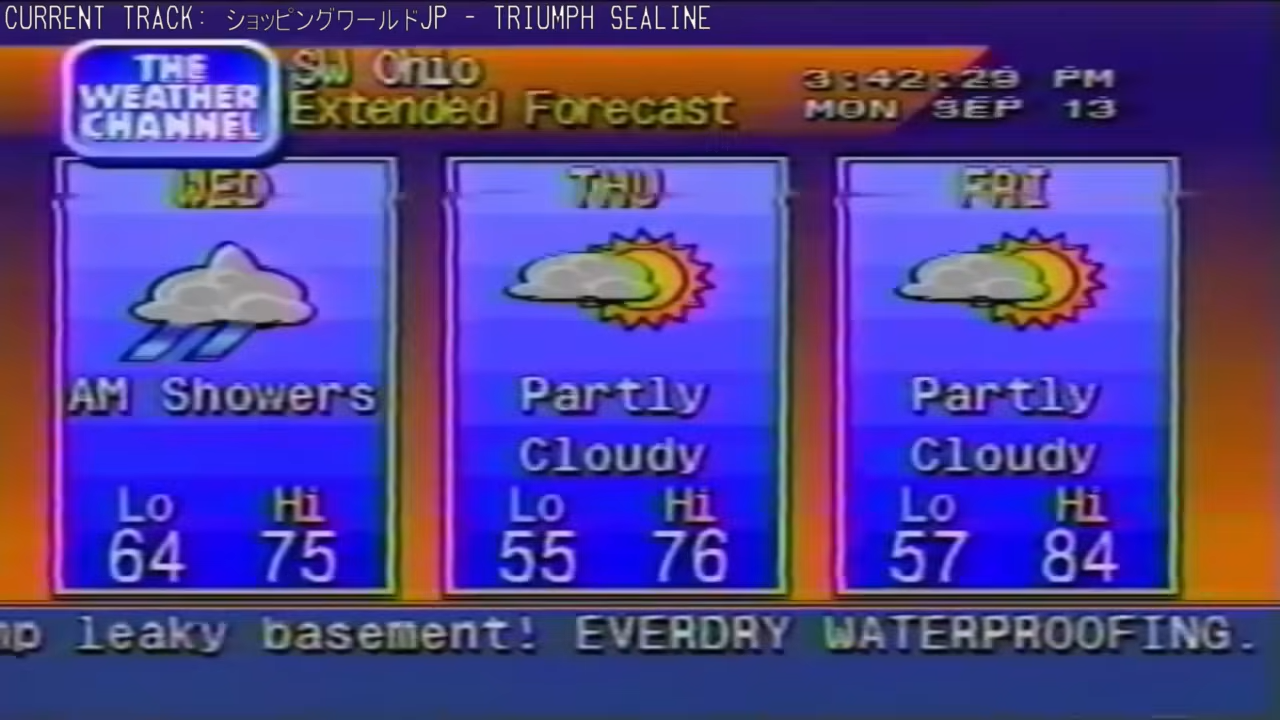 CURRENT TRACK: ショッピングワールドJP - TRIUMPH SEALINE
THE
WEATHER
CHANNEL
SW Ohio
Extended Forecast
3:42:29 PM
MON SEP 13
WED
AM Showers
Lo Hi
64 75
THU
Partly
Cloudy
Lo Hi
55 76
FRI
Partly
Cloudy
Lo Hi
57 84
leaky basement! EVERDRY WATERPROOFING.